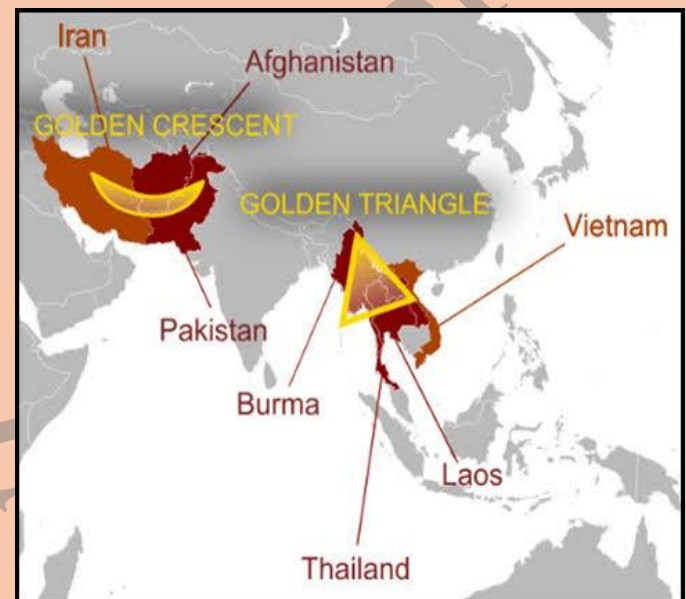 Iran
Afghanistan
GOLDEN CRESCENT
GOLDEN TRIANGLE
Vietnam
Pakistan
Burma
Laos
Thailand